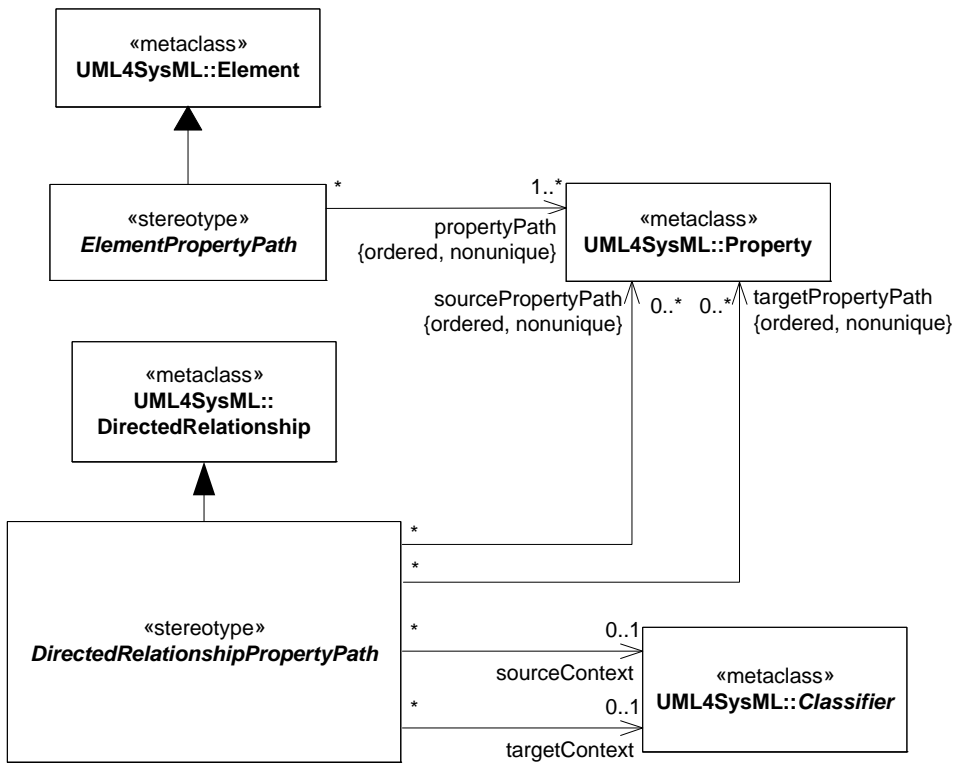 «metaclass»
UML4SysML::Element
«stereotype»
ElementPropertyPath
*
1..*
propertyPath
{ordered, nonunique}
«metaclass»
UML4SysML::Property
sourcePropertyPath
{ordered, nonunique}
0..*
0..*
targetPropertyPath
{ordered, nonunique}
«metaclass»
UML4SysML::
DirectedRelationship
«stereotype»
DirectedRelationshipPropertyPath
*
*
*
0..1
sourceContext
*
0..1
targetContext
«metaclass»
UML4SysML::Classifier